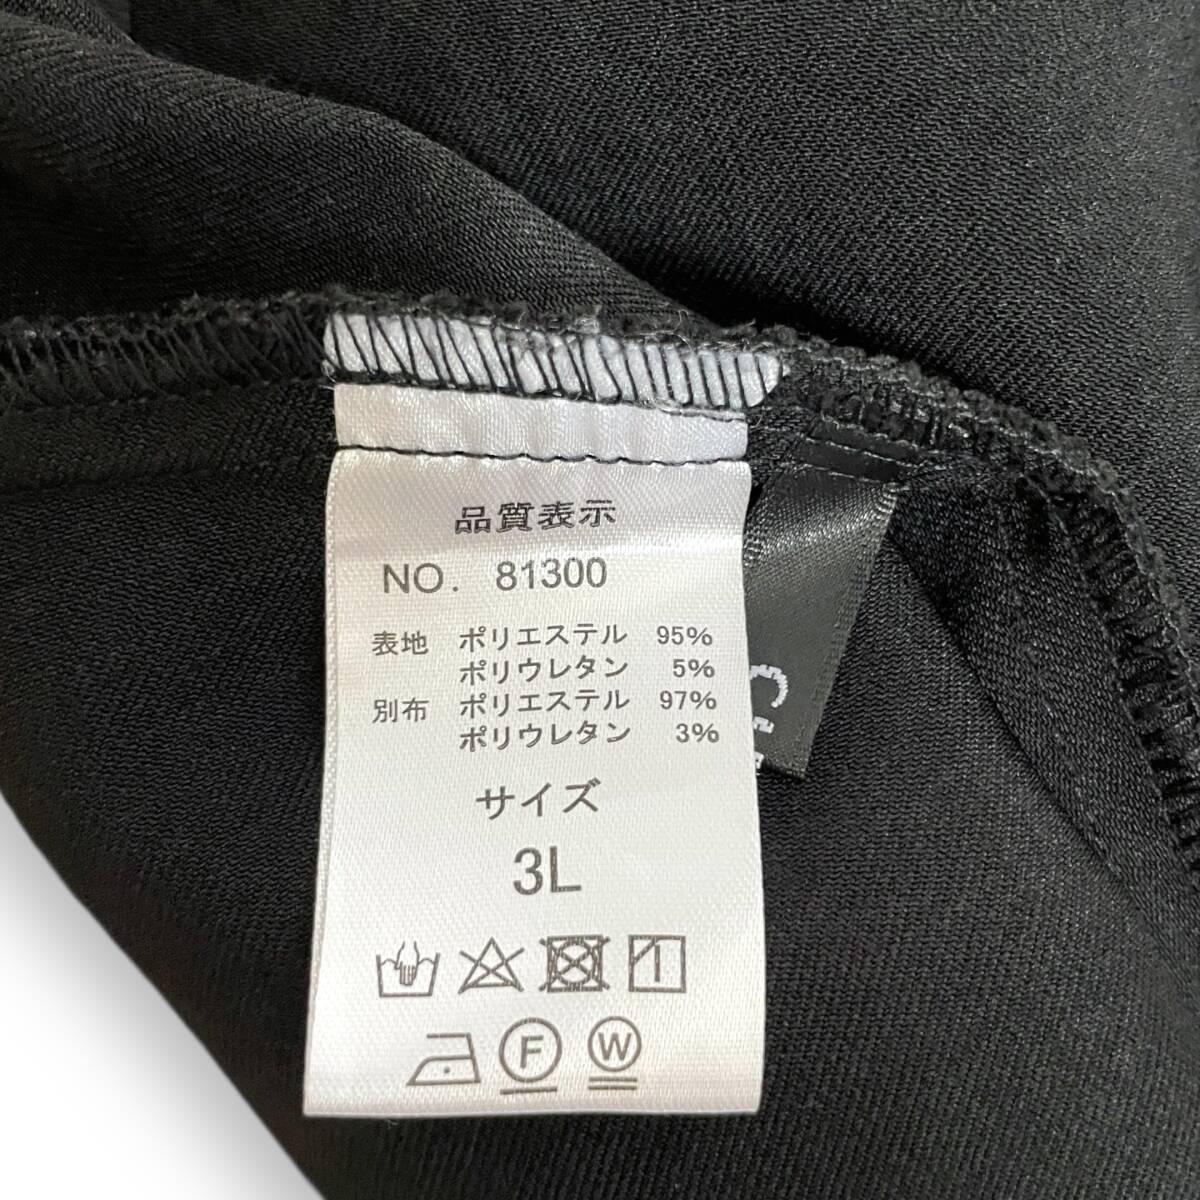 品質表示
NO. 81300
表地 ポリエステル 95%
ポリウレタン 5%
別布 ポリエステル 97%
ポリウレタン 3%
サイズ
3L
F W